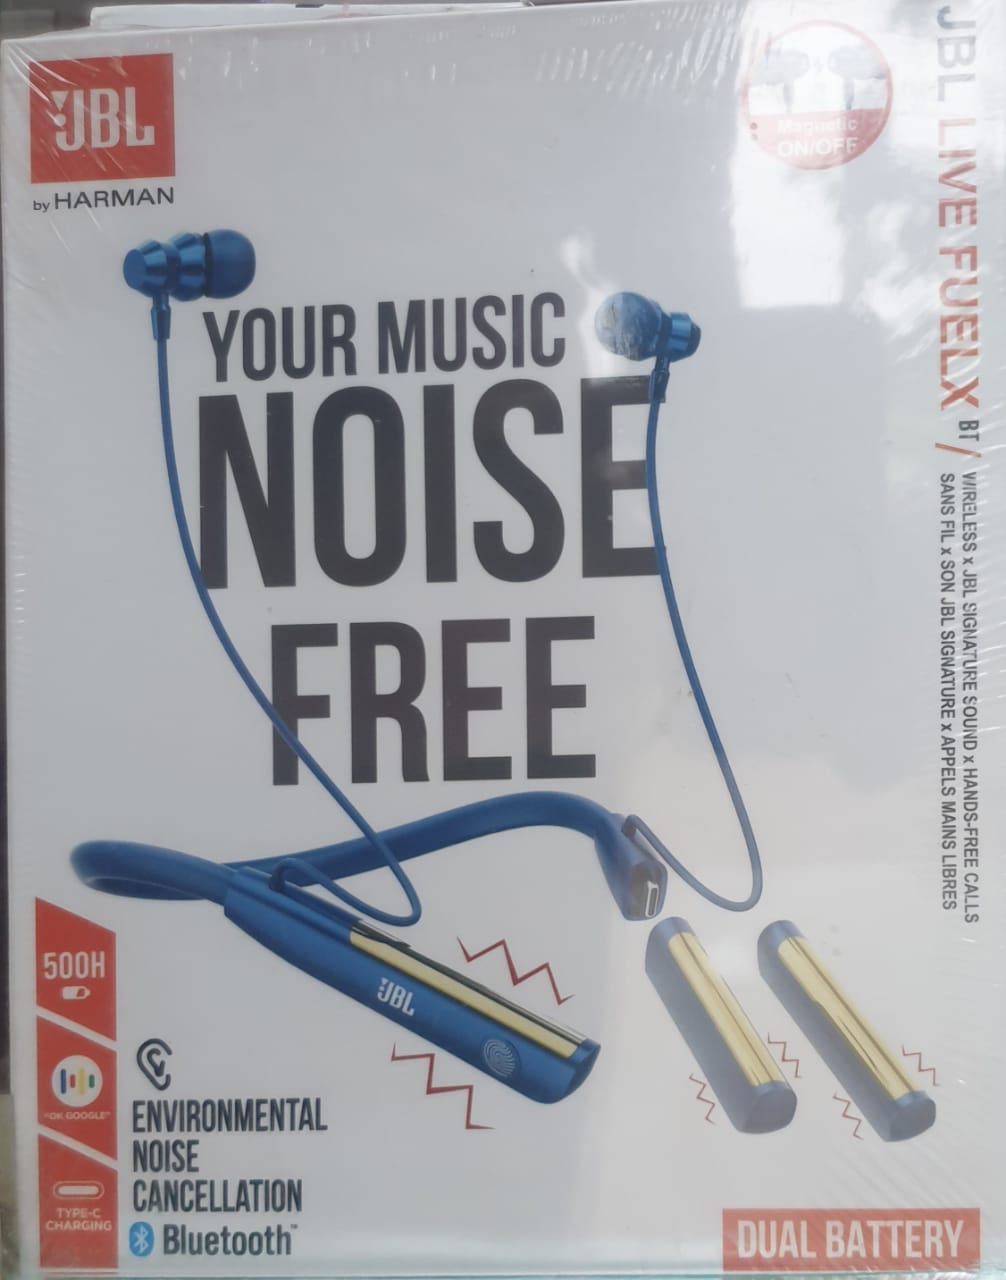 JBL
by HARMAN
Magnetic
ON/OFF
YOUR MUSIC
NOISE
FREE
JBL LIVE FUELX BT /
WIRELESS x JBL SIGNATURE SOUND x HANDS-FREE CALLS
SANS FIL x SON JBL SIGNATURE x APPELS MAINS LIBRES
JBL
500H
"OK GOOGLE"
TYPE-C
CHARGING
ENVIRONMENTAL
NOISE
CANCELLATION
Bluetooth™
DUAL BATTERY